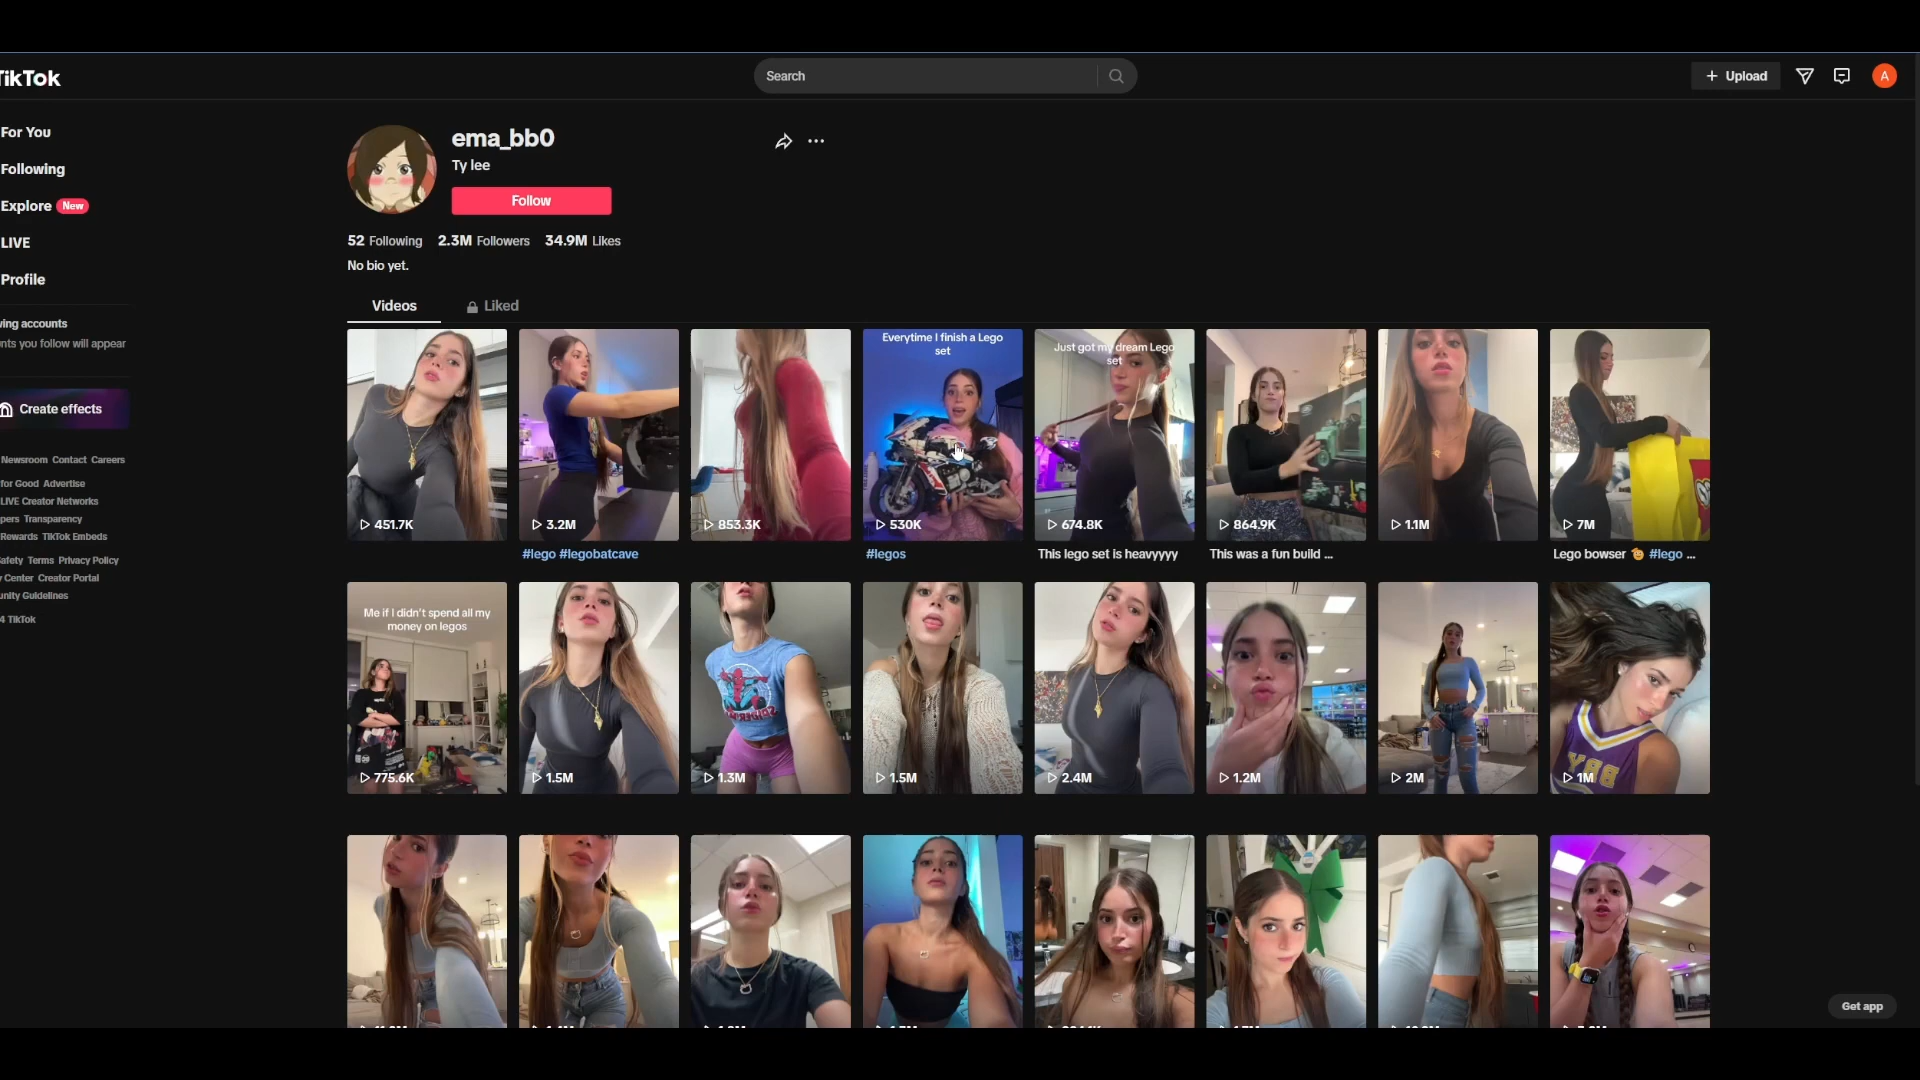 TikTok
Search
Upload
A
For You
Following
Explore New
LIVE
Profile
ema_bb0
Ty lee
Follow
52 Following 2.3M Followers 34.9M Likes
No bio yet.
Videos Liked
ving accounts
nts you follow will appear
Create effects
Newsroom Contact Careers
for Good Advertise
LIVE Creator Networks
pers Transparency
Rewards TikTok Embeds
afety Terms Privacy Policy
Center Creator Portal
unity Guidelines
4 TikTok
Everytime I finish a Lego
set
Just got my dream Lego
set
451.7K
3.2M
853.3K
530K
674.8K
864.9K
1.1M
7M
#lego #legobatcave
#legos
This lego set is heavyyyy
This was a fun build ...
Lego bowser #lego ...
Me if I didn't spend all my
money on legos
775.6K
1.5M
1.3M
1.5M
2.4M
1.2M
2M
1M
Get app